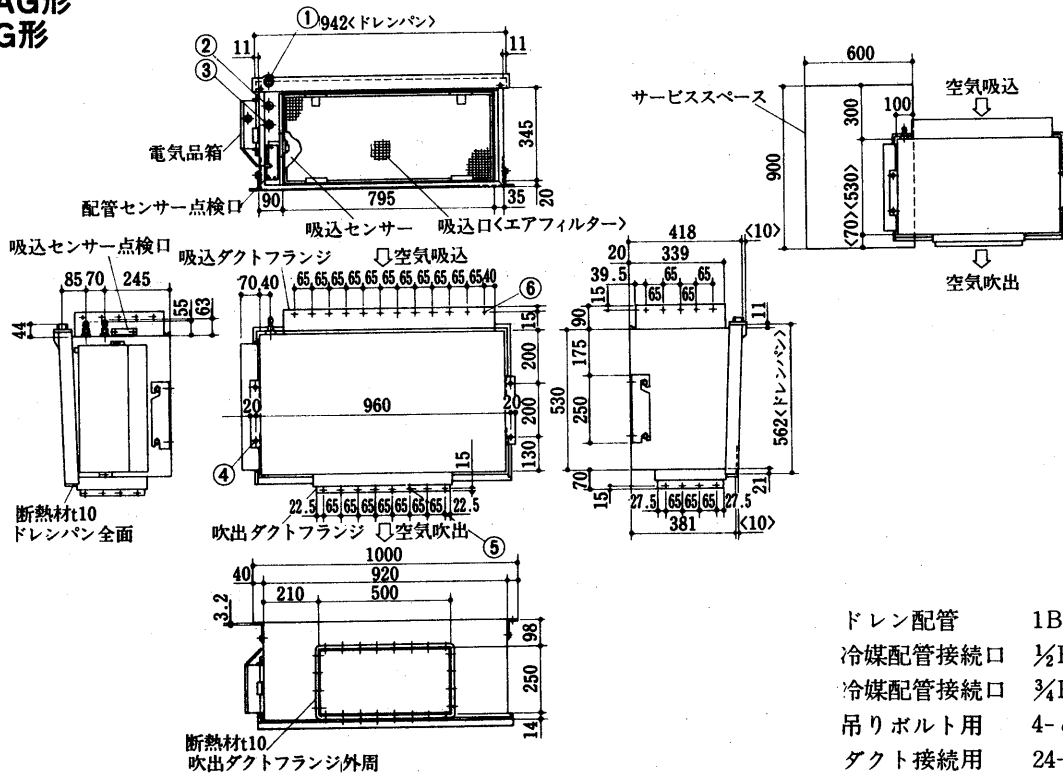 AG形
G形
① 942<ドレンパン>
11
11
②
③
電気品箱
345
20
配管センサー点検口
90
795
35
吸込センサー
吸込口<エアフィルター>
600
サービススペース
空気吸込
100
300
900
<530>
<70>
空気吹出
吸込センサー点検口
85
70
245
55
63
44
断熱材t10
ドレンパン全面
吸込ダクトフランジ
空気吸込
70
40
65 65 65 65 65 65 65 65 65 65 65 40
⑥
15
200
20
960
20
200
130
④
15
22.5 65 65 65 65 65 65 65 22.5
吹出ダクトフランジ
空気吹出
⑤
418
<10>
20
339
39.5
65
65
15
65
65
90
11
175
530
250
562<ドレンパン>
70
15
21
27.5 65 65 65 27.5
381
<10>
1000
40
920
210
500
3.2
98
250
14
断熱材t10
吹出ダクトフランジ外周
ドレン配管 1B
冷媒配管接続口 ½
冷媒配管接続口 ¾
吊りボルト用 4-
ダクト接続用 24-